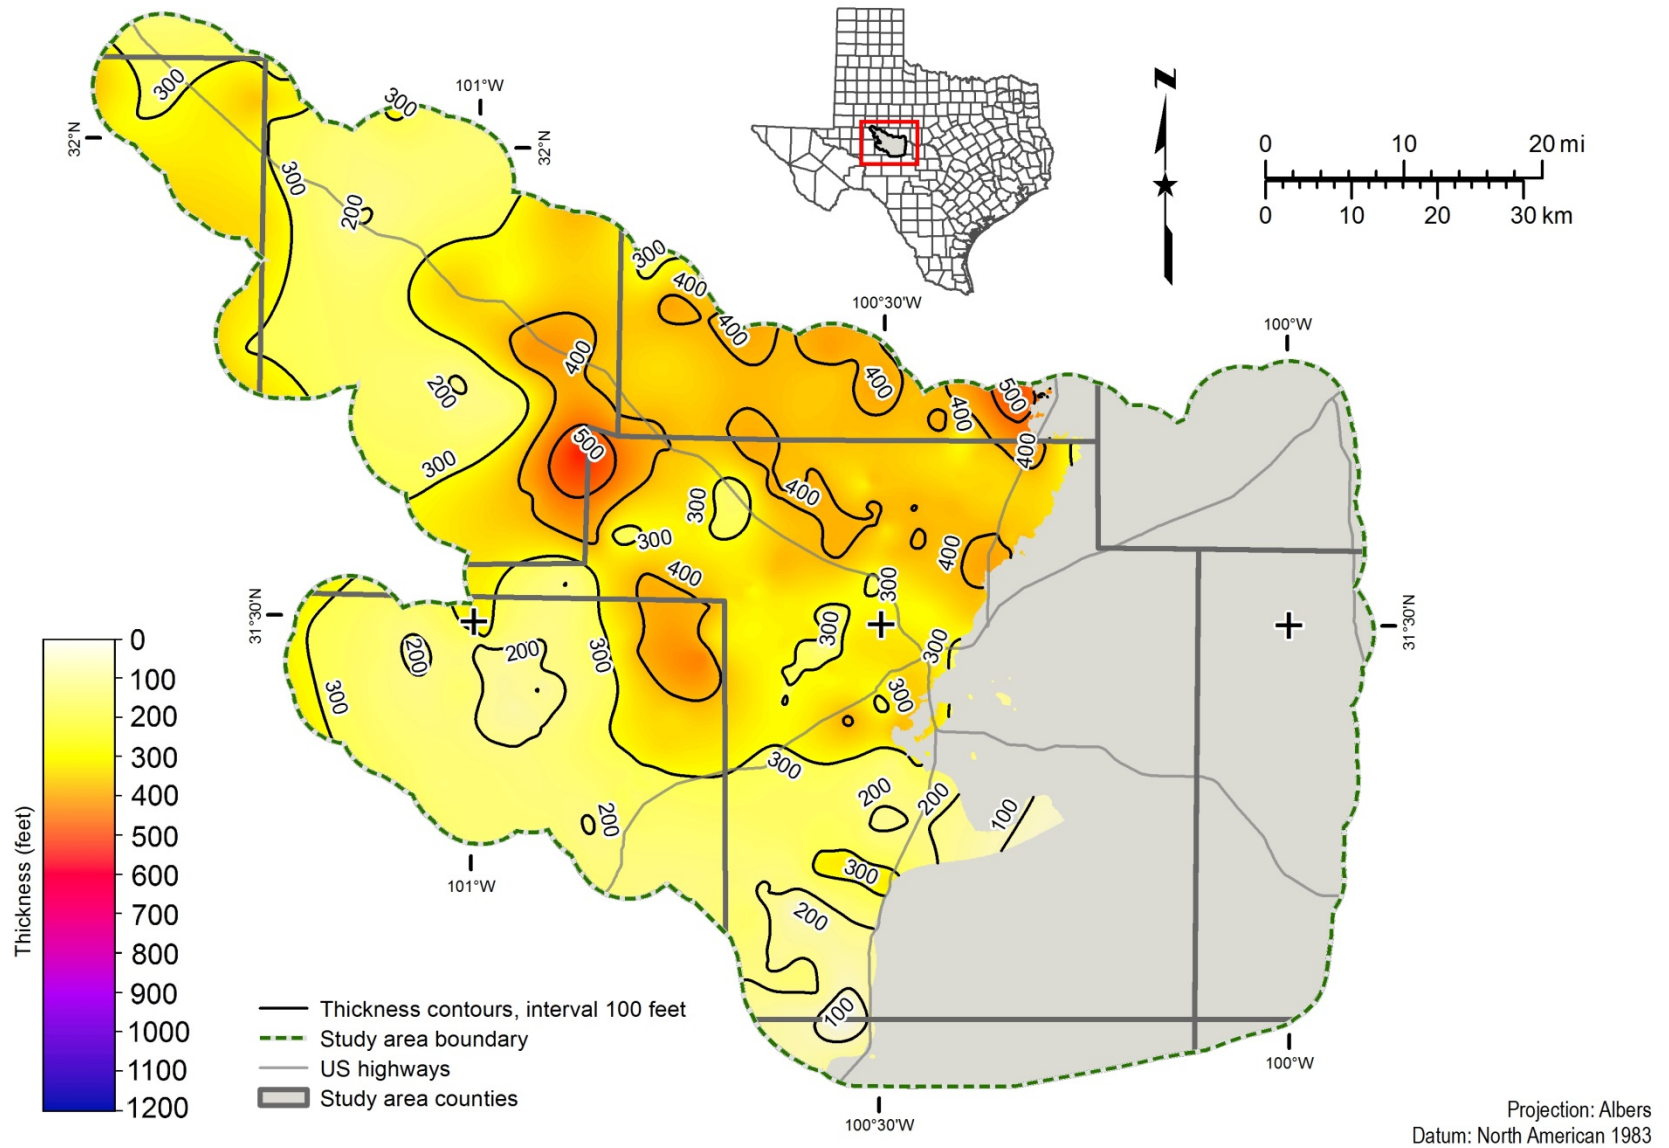 300
300
101°W
32°N
32°N
300
200
0 10 20 mi
0 10 20 30 km
300
400
100°30'W
400
100°W
400
400
200
500
400
500
300
400
400
300
300
400
400
300
31°30'N
31°30'N
300
300
200
200
300
300
300
300
200
200
100
200
101°W
300
200
100
100°W
100°30'W
Thickness (feet)
0
100
200
300
400
500
600
700
800
900
1000
1100
1200
Thickness contours, interval 100 feet
Study area boundary
US highways
Study area counties
Projection: Albers
Datum: North American 1983
N